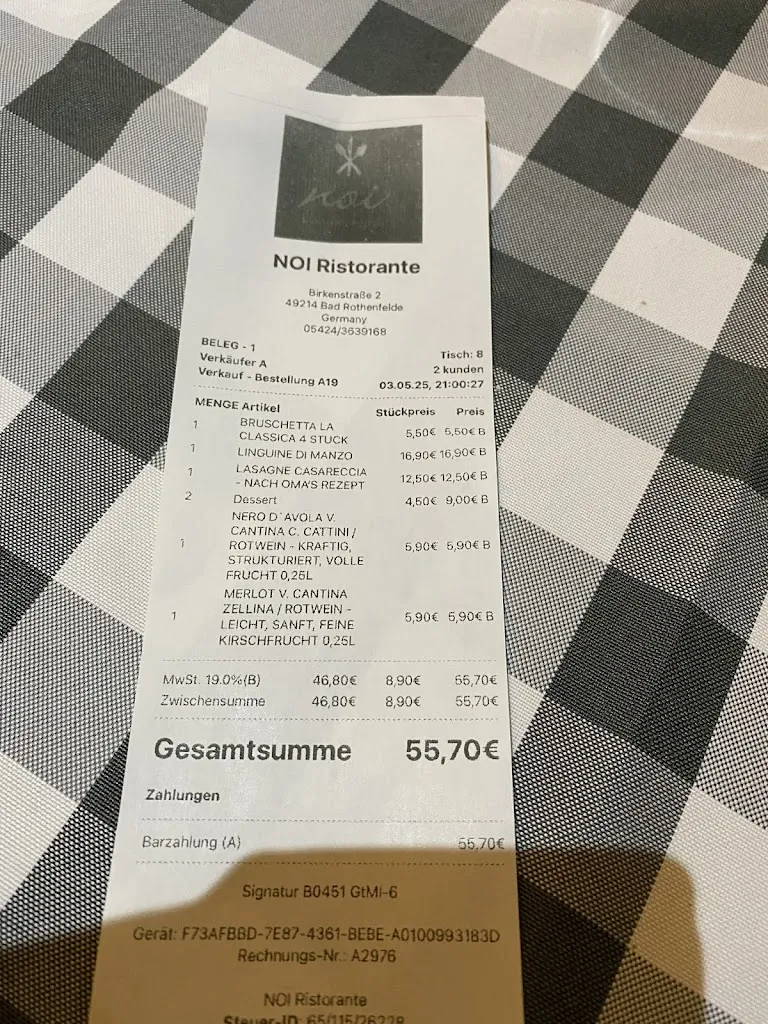 noi
NOI Ristorante
Birkenstraße 2
49214 Bad Rothenfelde
Germany
05424/3639168
BELEG - 1
Verkäufer A Tisch: 8
Verkauf - Bestellung A19 2 kunden
03.05.25, 21:00:27
MENGE Artikel Stückpreis Preis
1 BRUSCHETTA LA
CLASSICA 4 STUCK 5,50€ 5,50€ B
1 LINGUINE DI MANZO 16,90€ 16,90€ B
1 LASAGNE CASARECCIA
- NACH OMA'S REZEPT 12,50€ 12,50€ B
2 Dessert 4,50€ 9,00€ B
NERO D`AVOLA V.
CANTINA C. CATTINI /
1 ROTWEIN - KRAFTIG, 5,90€ 5,90€ B
STRUKTURIERT, VOLLE
FRUCHT 0,25L
MERLOT V. CANTINA
ZELLINA / ROTWEIN -
1 LEICHT, SANFT, FEINE 5,90€ 5,90€ B
KIRSCHFRUCHT 0,25L
MwSt. 19.0%(B) 46,80€ 8,90€ 55,70€
Zwischensumme 46,80€ 8,90€ 55,70€
Gesamtsumme 55,70€
Zahlungen
Barzahlung (A) 55,70€
Signatur B0451 GtMI-6
Gerät: F73AFBBD-7E87-4361-BEBE-A0100993183D
Rechnungs-Nr.: A2976
NOI Ristorante
Steuer-ID: 65/115/26228